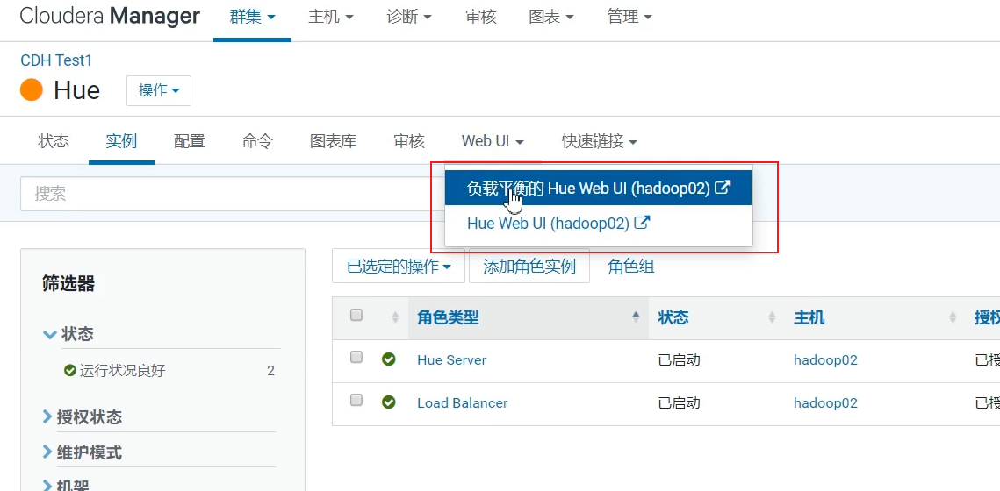 Cloudera Manager 群集 主机 诊断 审核 图表 管理
CDH Test1
Hue 操作
状态 实例 配置 命令 图表库 审核 Web UI 快速链接
搜索
负载平衡的 Hue Web UI (hadoop02)
Hue Web UI (hadoop02)
已选定的操作 添加角色实例 角色组
筛选器
状态
运行状况良好 2
授权状态
维护模式
机架
角色类型 状态 主机 授权
Hue Server 已启动 hadoop02 已授
Load Balancer 已启动 hadoop02 已授